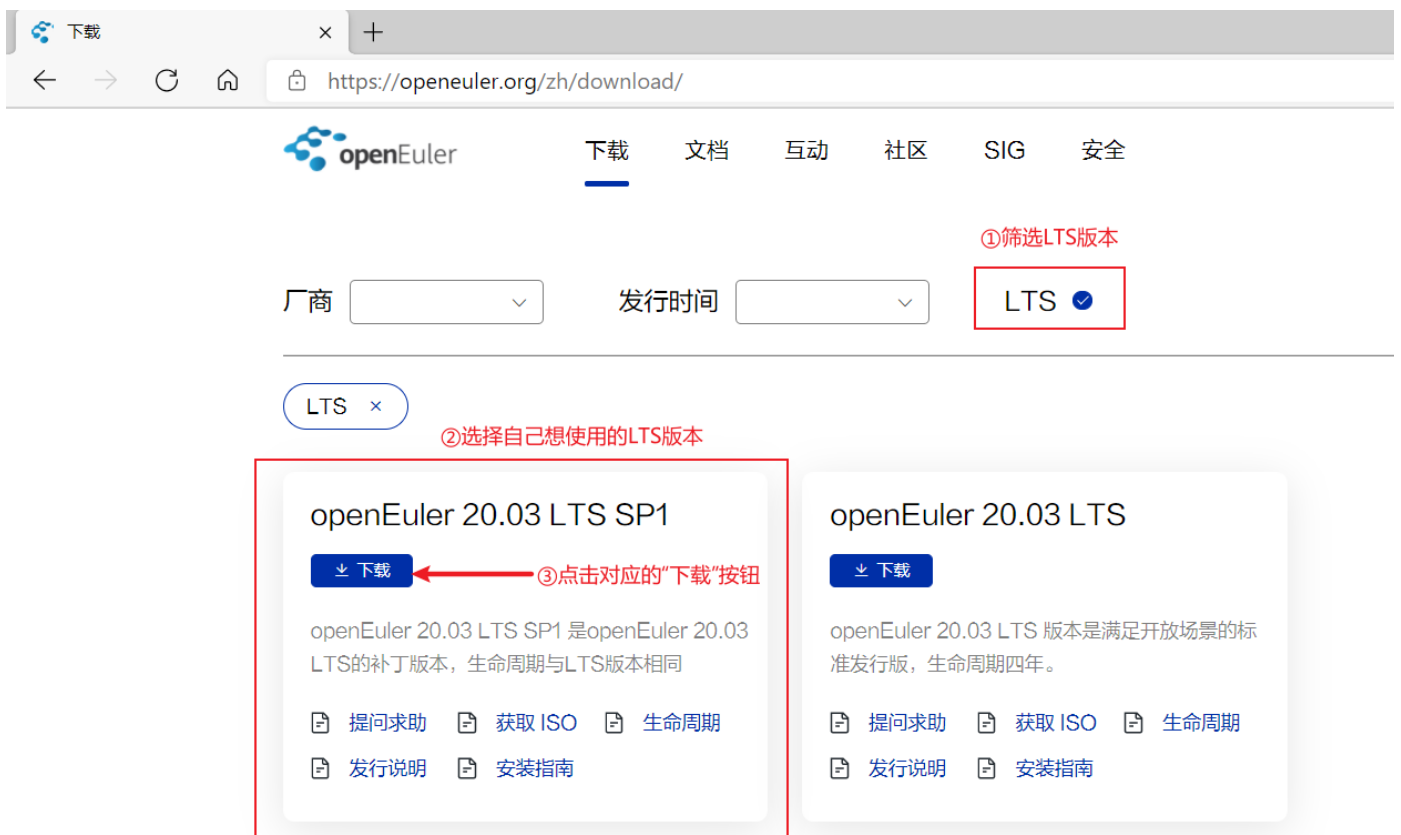 下载
https://openeuler.org/zh/download/
openEuler 下载 文档 互动 社区 SIG 安全
①筛选LTS版本
厂商 发行时间 LTS
LTS ×
②选择自己想使用的LTS版本
openEuler 20.03 LTS SP1
下载
③点击对应的“下载”按钮
openEuler 20.03 LTS SP1 是openEuler 20.03
LTS的补丁版本，生命周期与LTS版本相同
提问求助 获取 ISO 生命周期
发行说明 安装指南
openEuler 20.03 LTS
下载
openEuler 20.03 LTS 版本是满足开放场景的标
准发行版，生命周期四年。
提问求助 获取 ISO 生命周期
发行说明 安装指南